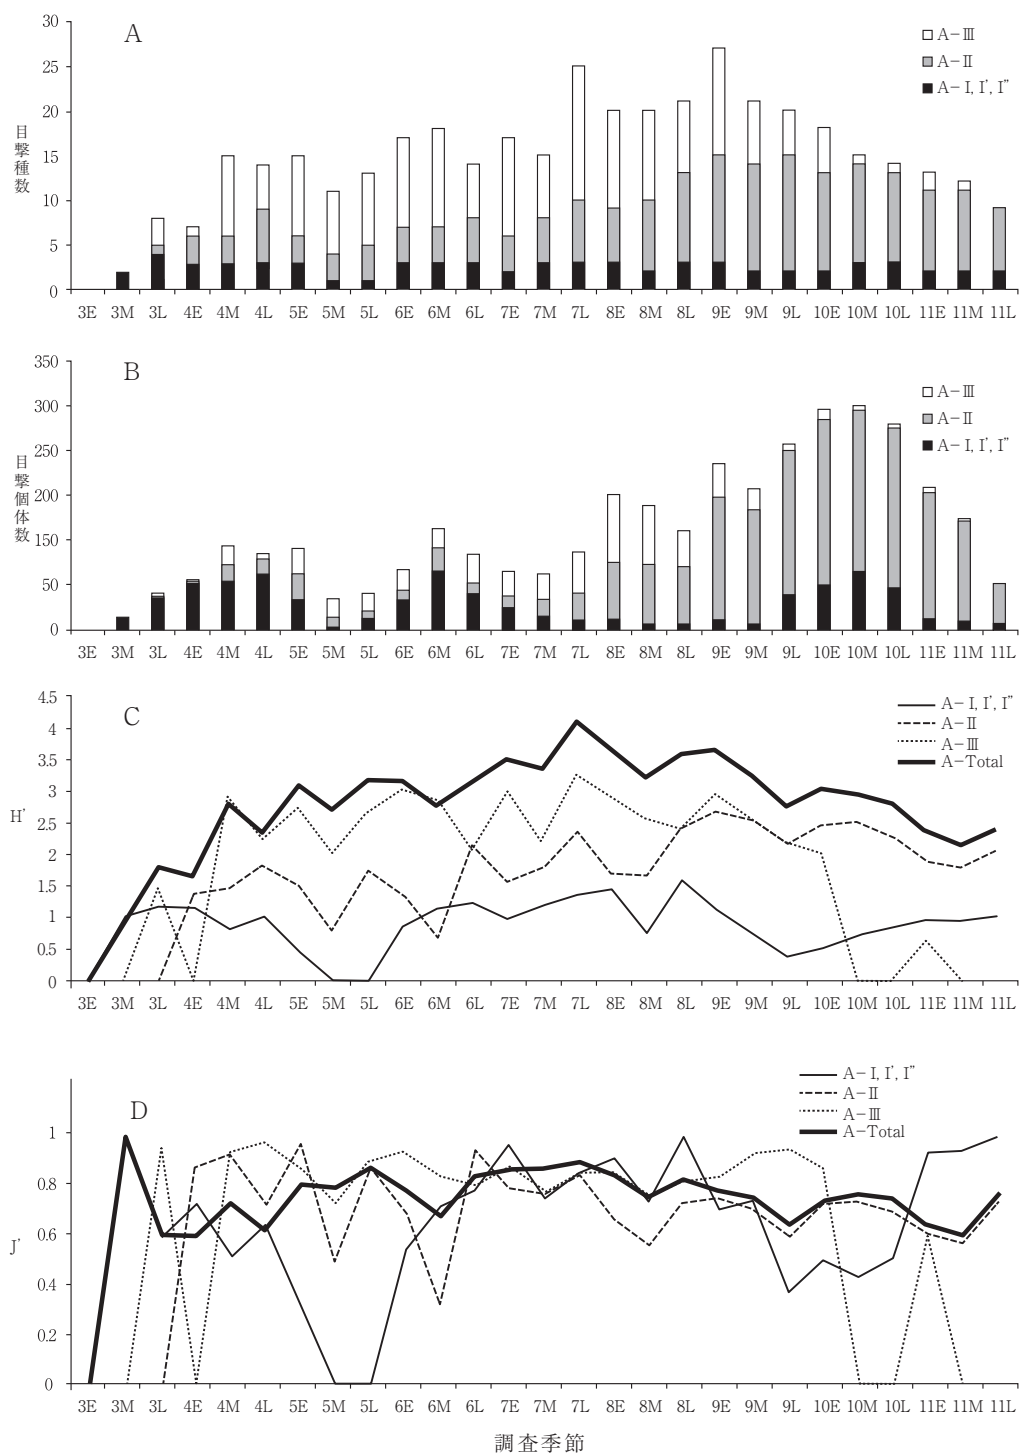 A
30
25
20
15
10
5
0
目撃種数
A-Ⅲ
A-Ⅱ
A-Ⅰ, Ⅰ', Ⅰ"
3E 3M 3L 4E 4M 4L 5E 5M 5L 6E 6M 6L 7E 7M 7L 8E 8M 8L 9E 9M 9L 10E 10M 10L 11E 11M 11L
B
350
300
250
200
150
100
50
0
目撃個体数
A-Ⅲ
A-Ⅱ
A-Ⅰ, Ⅰ', Ⅰ"
3E 3M 3L 4E 4M 4L 5E 5M 5L 6E 6M 6L 7E 7M 7L 8E 8M 8L 9E 9M 9L 10E 10M 10L 11E 11M 11L
C
4.5
4
3.5
3
2.5
2
1.5
1
0.5
0
H'
A-Ⅰ, Ⅰ', Ⅰ"
A-Ⅱ
A-Ⅲ
A-Total
3E 3M 3L 4E 4M 4L 5E 5M 5L 6E 6M 6L 7E 7M 7L 8E 8M 8L 9E 9M 9L 10E 10M 10L 11E 11M 11L
D
1
0.8
0.6
0.4
0.2
0
J'
A-Ⅰ, Ⅰ', Ⅰ"
A-Ⅱ
A-Ⅲ
A-Total
3E 3M 3L 4E 4M 4L 5E 5M 5L 6E 6M 6L 7E 7M 7L 8E 8M 8L 9E 9M 9L 10E 10M 10L 11E 11M 11L
調査季節